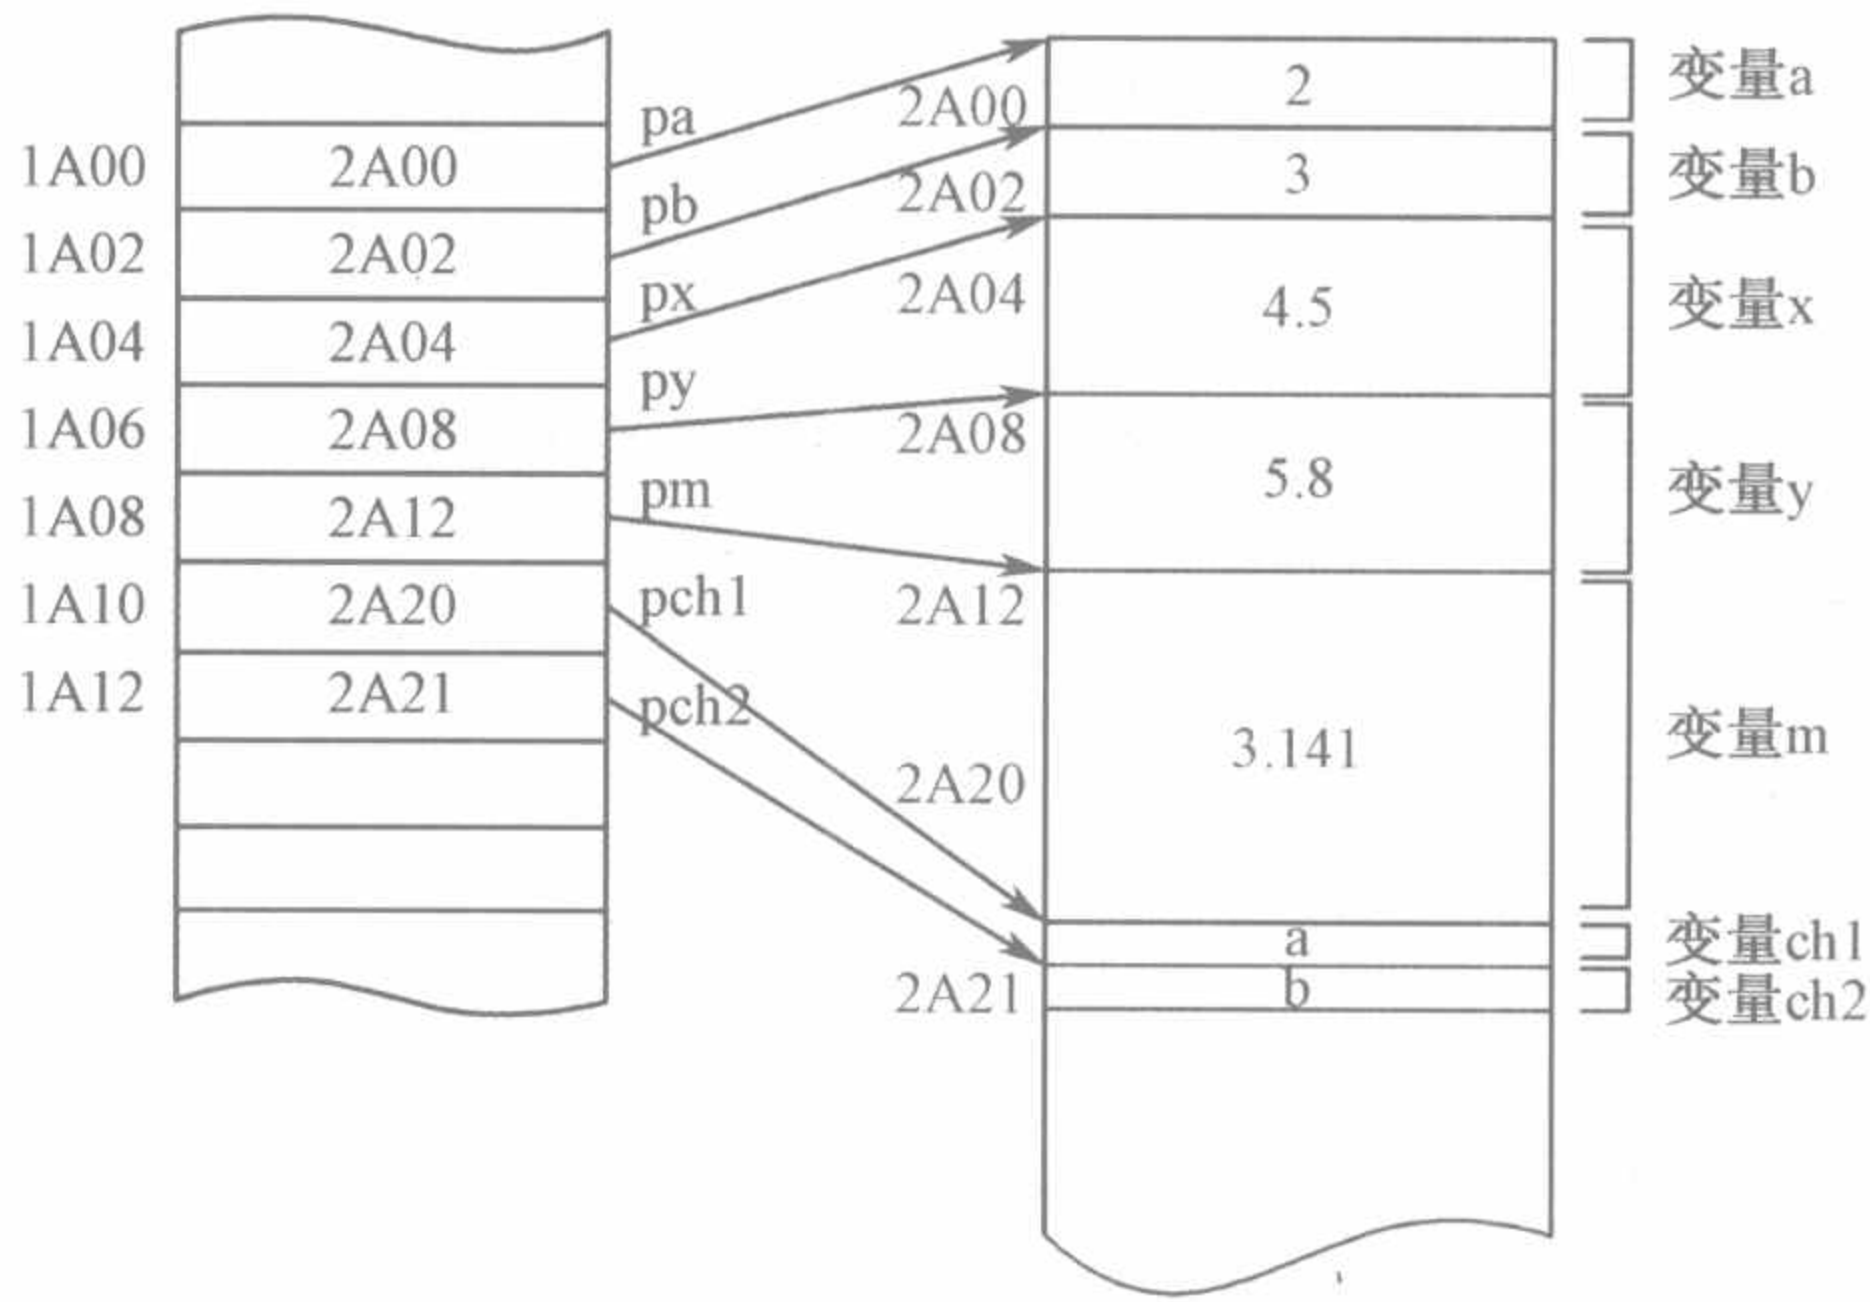 1A00 2A00
1A02 2A02
1A04 2A04
1A06 2A08
1A08 2A12
1A10 2A20
1A12 2A21
pa
pb
px
py
pm
pch1
pch2
2A00 2 变量a
2A02 3 变量b
2A04 4.5 变量x
2A08 5.8 变量y
2A12 3.141 变量m
2A20 a 变量ch1
2A21 b 变量ch2